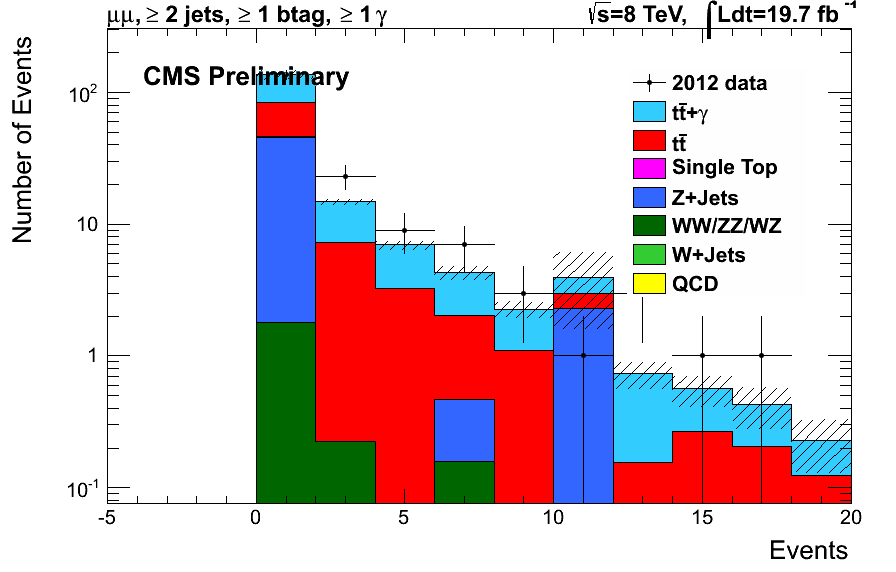 μμ, ≥ 2 jets, ≥ 1 btag, ≥ 1 γ
√s=8 TeV, ∫Ldt=19.7 fb⁻¹
CMS Preliminary
Number of Events
10²
10
1
10⁻¹
2012 data
tt̄+γ
tt̄
Single Top
Z+Jets
WW/ZZ/WZ
W+Jets
QCD
-5 0 5 10 15 20
Events